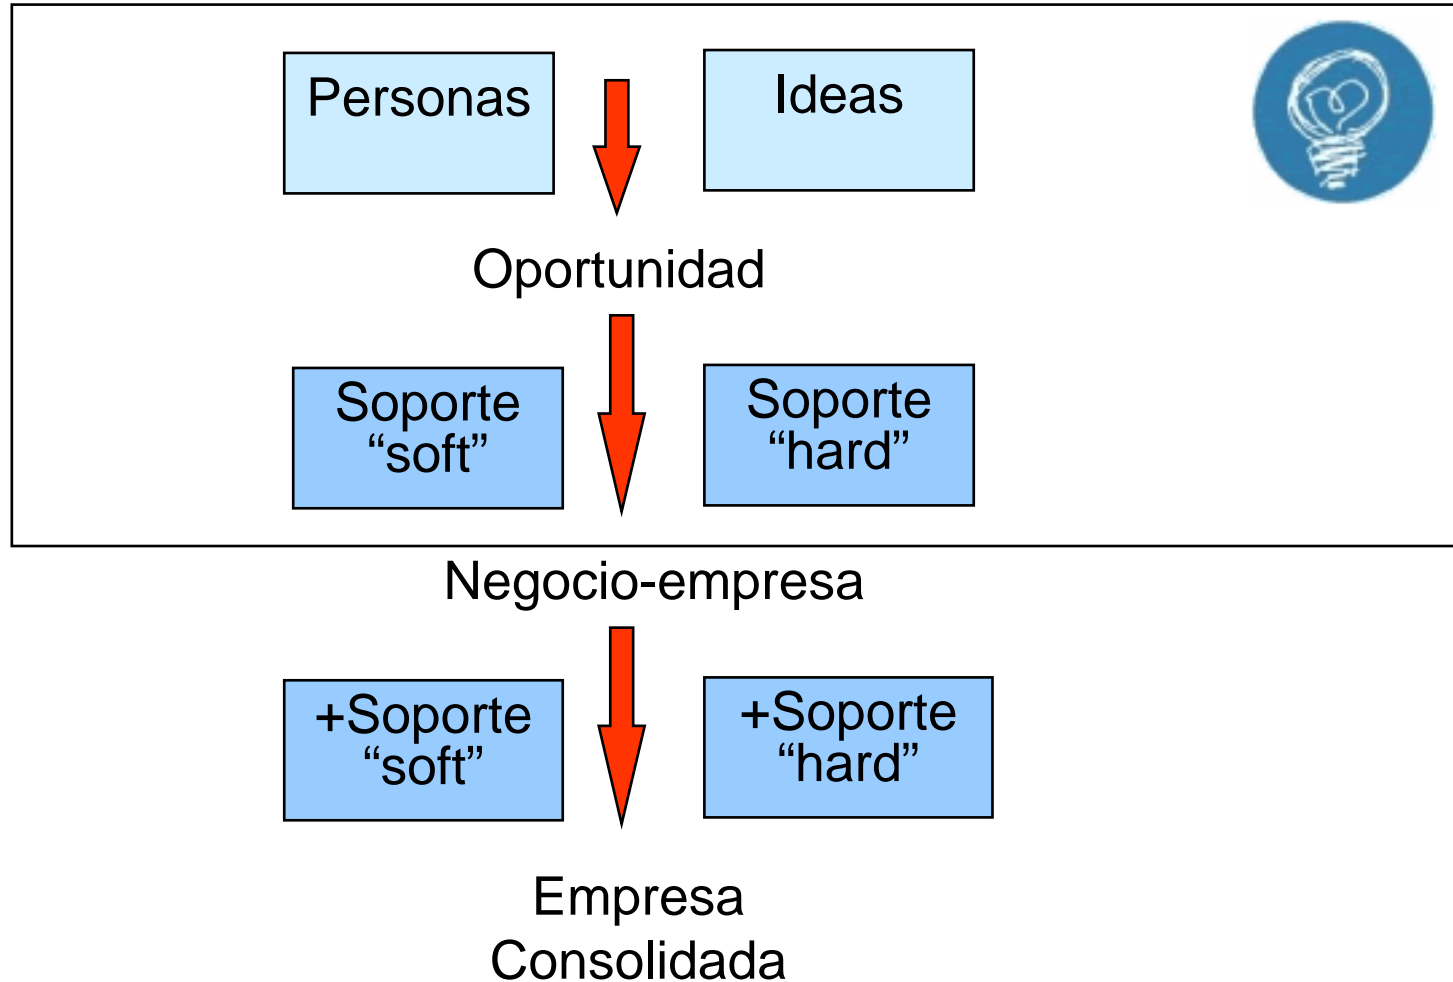 Personas
Ideas
Oportunidad
Soporte
“soft”
Soporte
“hard”
Negocio-empresa
+Soporte
“soft”
+Soporte
“hard”
Empresa
Consolidada